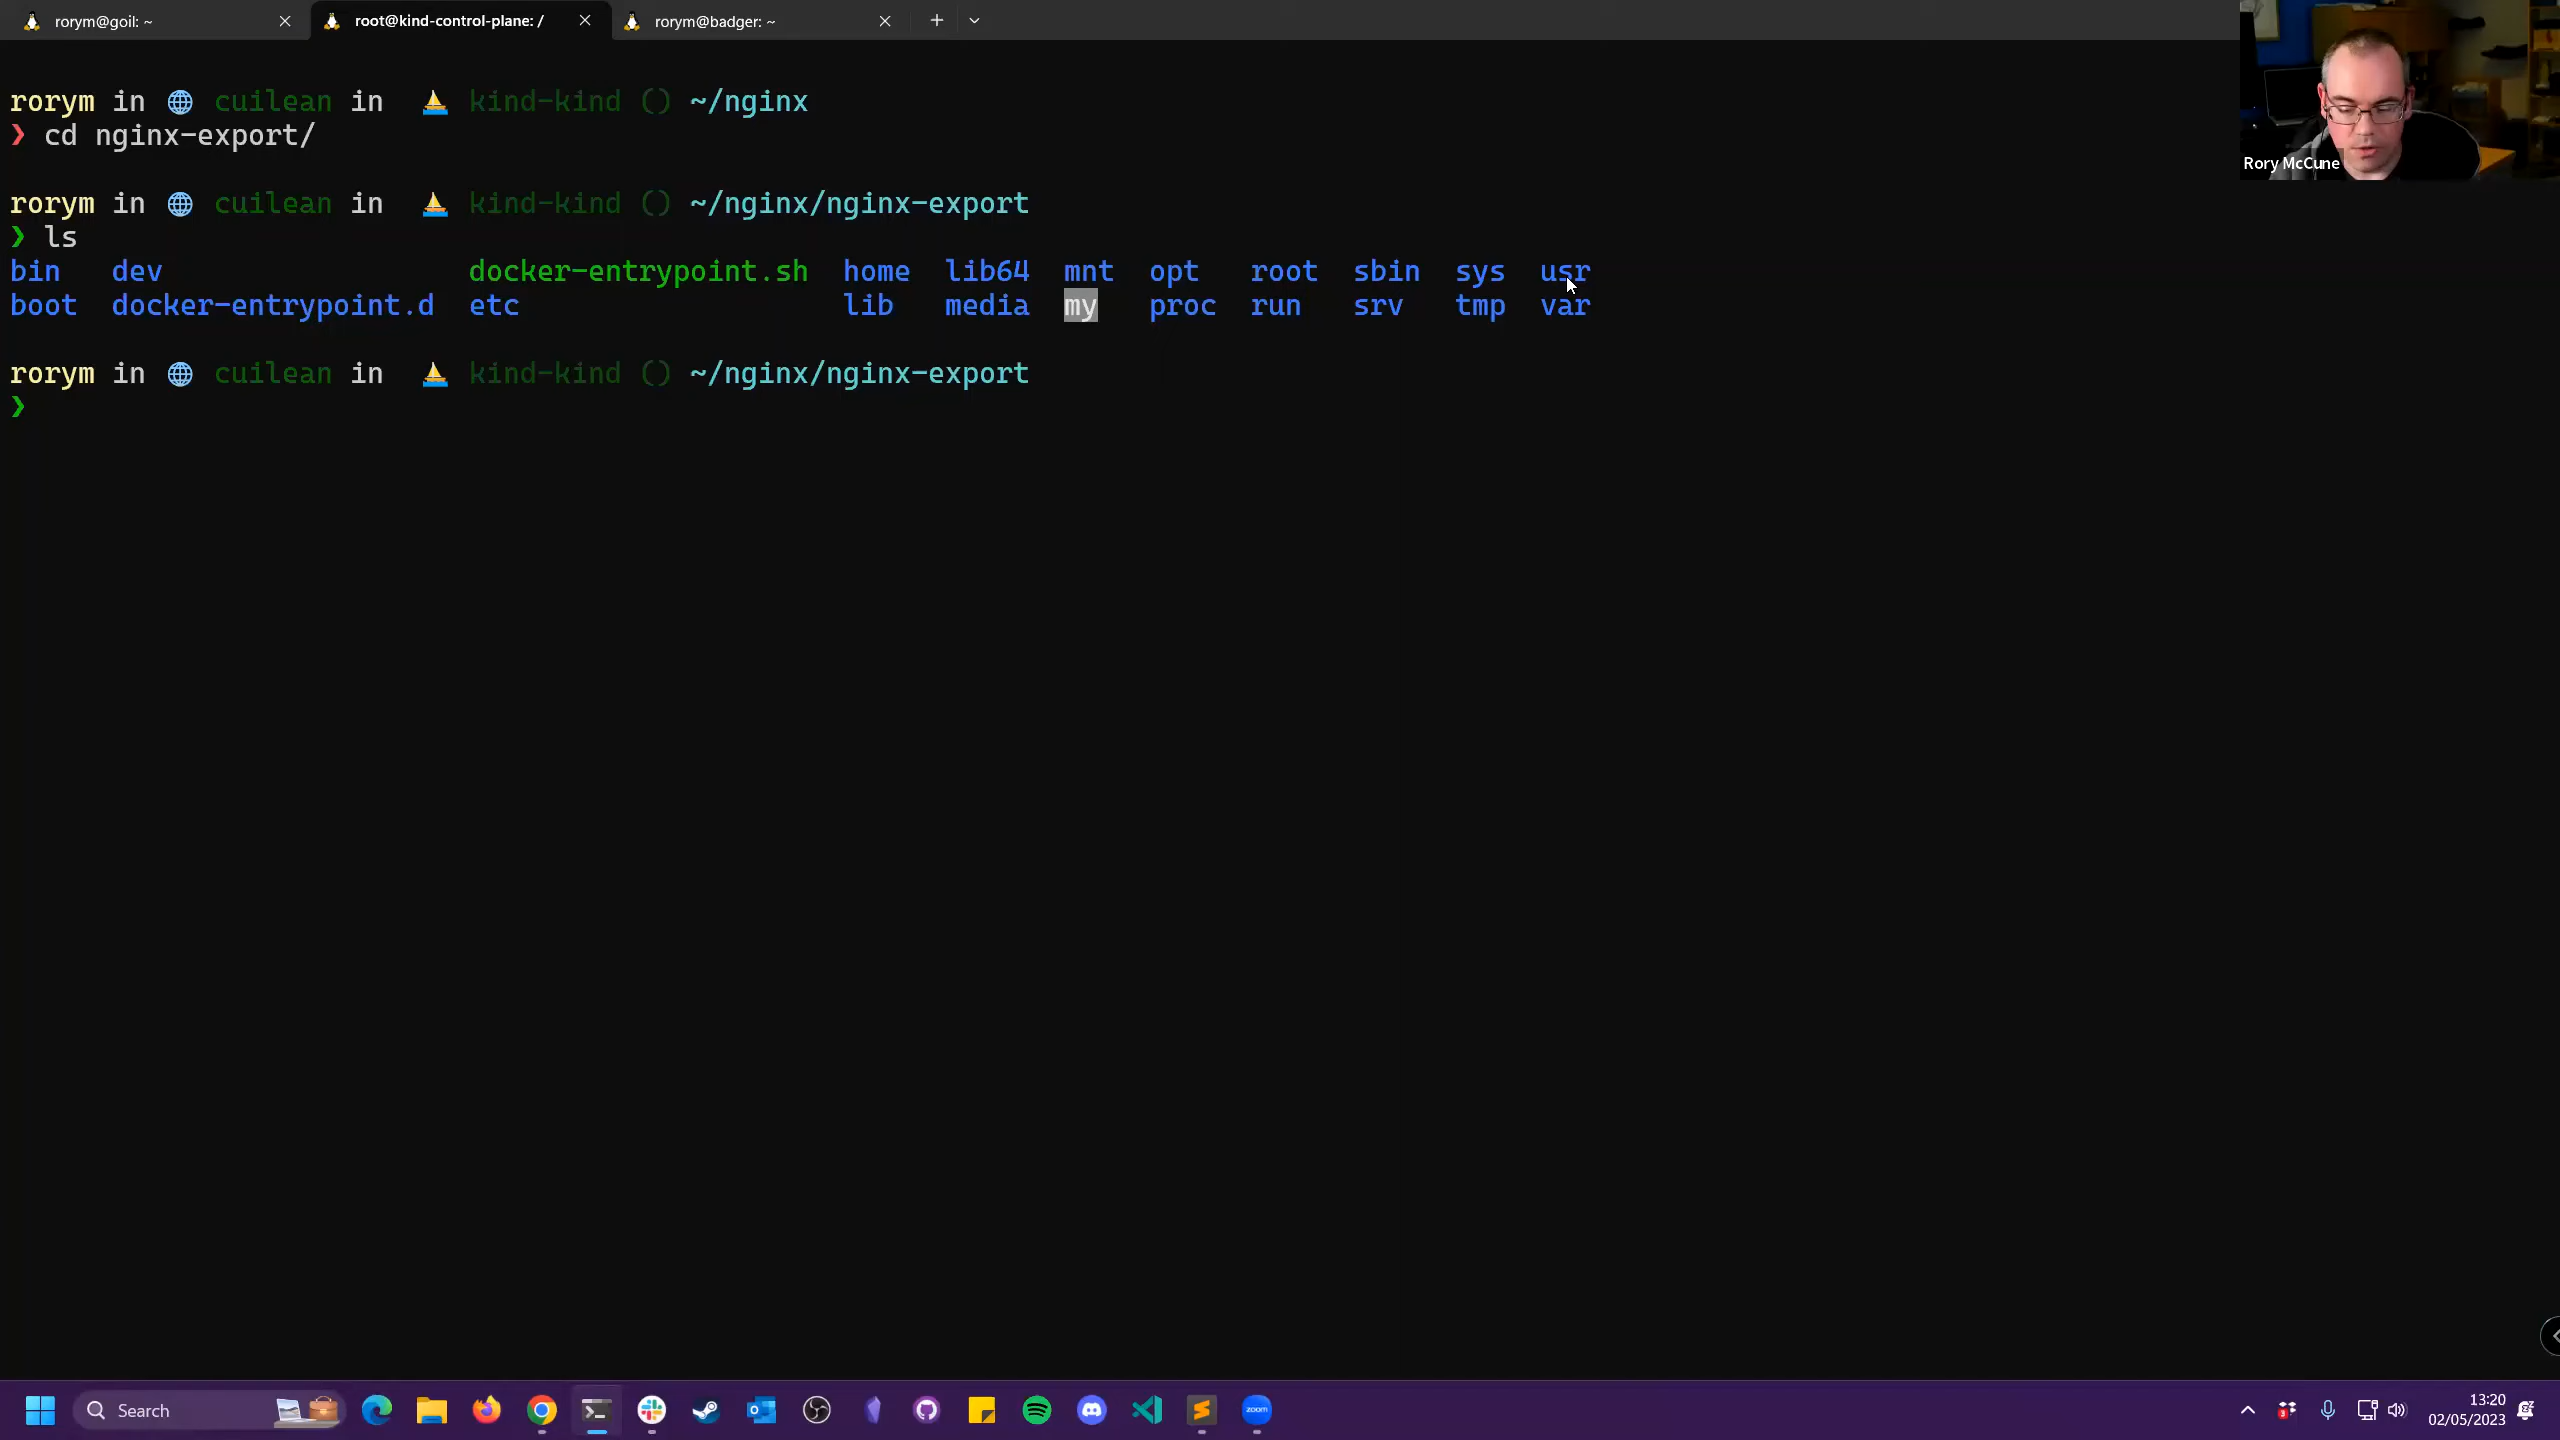 rorym@goil: ~ root@kind-control-plane: / rorym@badger: ~
Rory McCune
rorym in cuilean in kind-kind () ~/nginx
❯ cd nginx-export/
rorym in cuilean in kind-kind () ~/nginx/nginx-export
❯ ls
bin dev docker-entrypoint.sh home lib64 mnt opt root sbin sys usr
boot docker-entrypoint.d etc lib media my proc run srv tmp var
rorym in cuilean in kind-kind () ~/nginx/nginx-export
❯
Search
zoom
13:20
02/05/2023